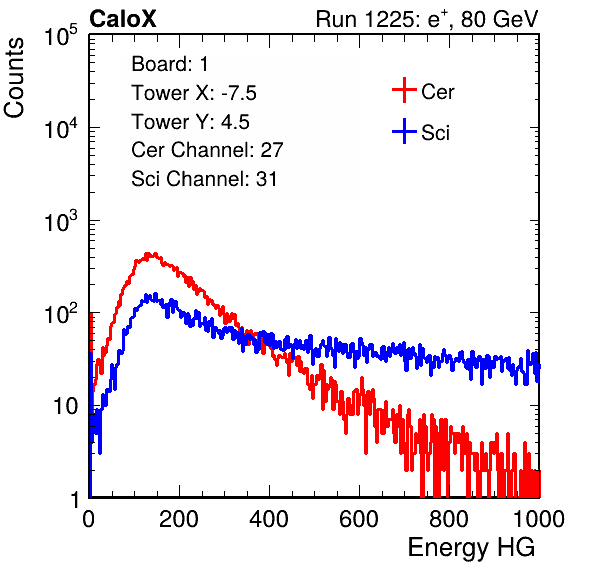 CaloX Run 1225: e⁺, 80 GeV
Counts
10⁵
10⁴
10³
10²
10
1
Board: 1
Tower X: -7.5
Tower Y: 4.5
Cer Channel: 27
Sci Channel: 31
Cer
Sci
0 200 400 600 800 1000
Energy HG